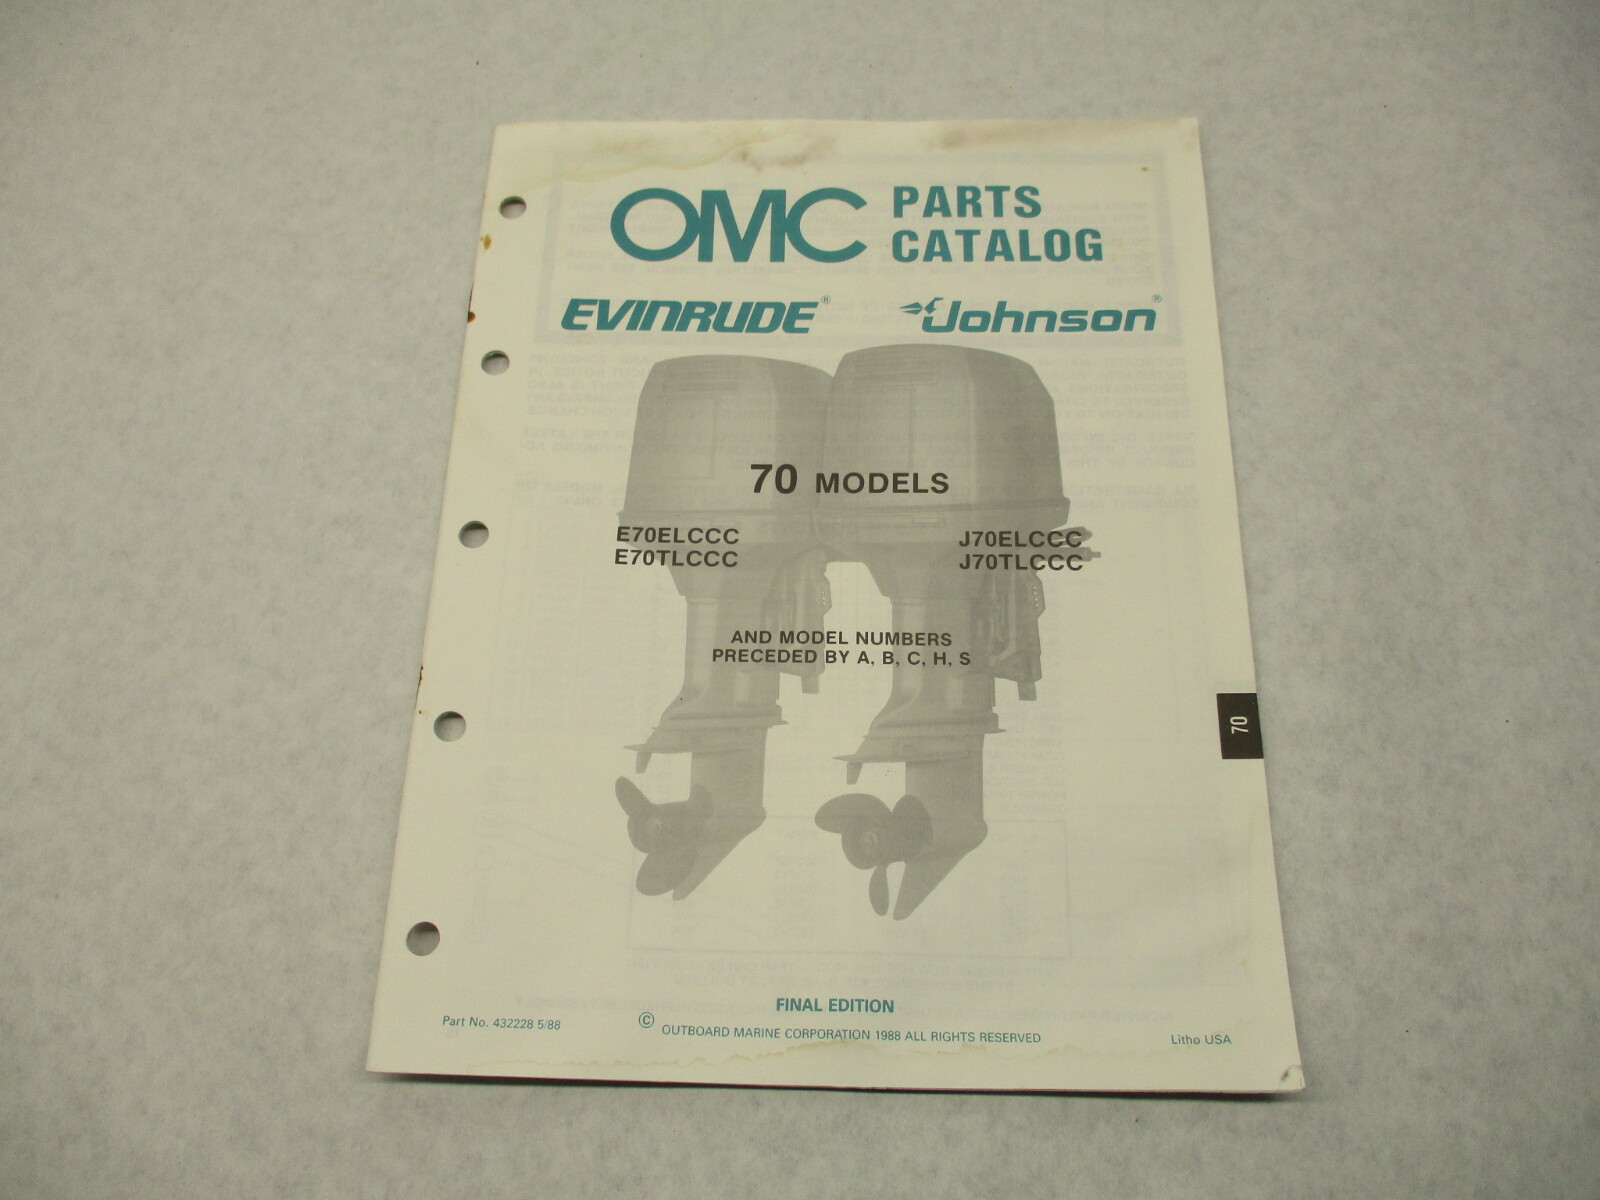 OMC PARTS
CATALOG
EVINRUDE® Johnson®
70 MODELS
E70ELCCC J70ELCCC
E70TLCCC J70TLCCC
AND MODEL NUMBERS
PRECEDED BY A, B, C, H, S
70
FINAL EDITION
Part No. 432228 5/88
© OUTBOARD MARINE CORPORATION 1988 ALL RIGHTS RESERVED
Litho USA